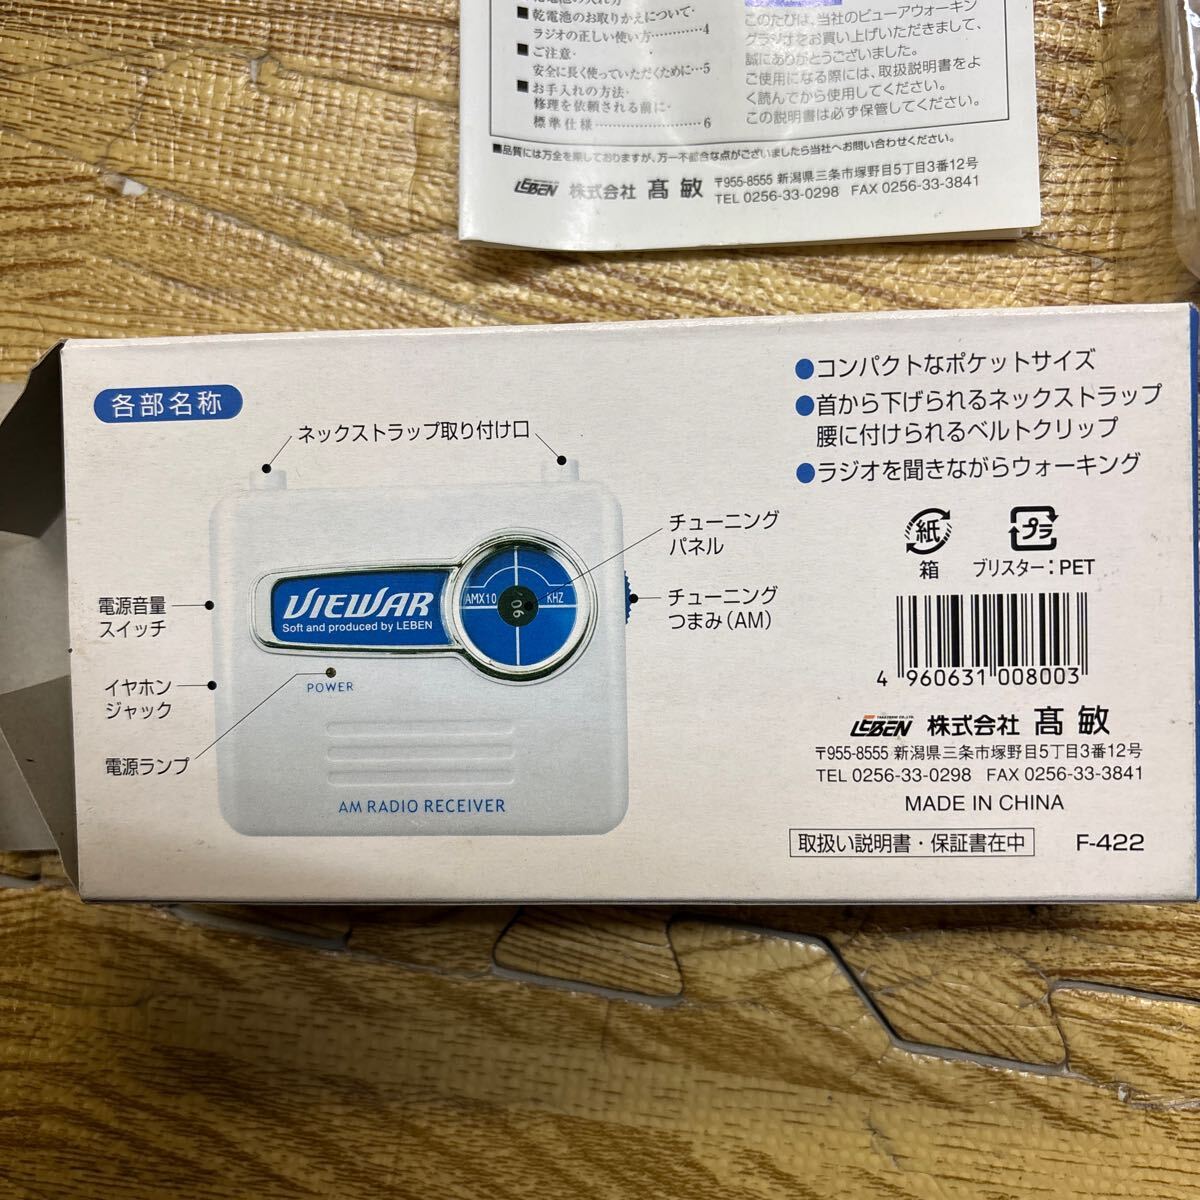 ■乾電池のお取りかえについて・
ラジオの正しい使い方…………4
■ご注意・
安全に長く使っていただくために…5
■お手入れの方法・
修理を依頼される前に・
標準仕様……………………6
このたびは、当社のビューアウォーキン
グラジオをお買い上げいただきまして、
誠にありがとうございました。
ご使用になる際には、取扱説明書をよ
く読んでから使用してください。
この説明書は必ず保管してください。
■品質には万全を期しておりますが、万一不都合な点がございましたら当社へお問い合わせください。
LEBEN 株式会社 髙敏
〒955-8555 新潟県三条市塚野目5丁目3番12号
TEL 0256-33-0298 FAX 0256-33-3841
各部名称
ネックストラップ取り付け口
チューニング
パネル
チューニング
つまみ(AM)
電源音量
スイッチ
イヤホン
ジャック
電源ランプ
VIEWAR
Soft and produced by LEBEN
AMX10 KHZ
90
POWER
AM RADIO RECEIVER
●コンパクトなポケットサイズ
●首から下げられるネックストラップ
腰に付けられるベルトクリップ
●ラジオを聞きながらウォーキング
紙
箱
プラ
ブリスター:PET
4 960631 008003
LEBEN 株式会社 髙敏
〒955-8555 新潟県三条市塚野目5丁目3番12号
TEL 0256-33-0298 FAX 0256-33-3841
MADE IN CHINA
取扱い説明書・保証書在中
F-422